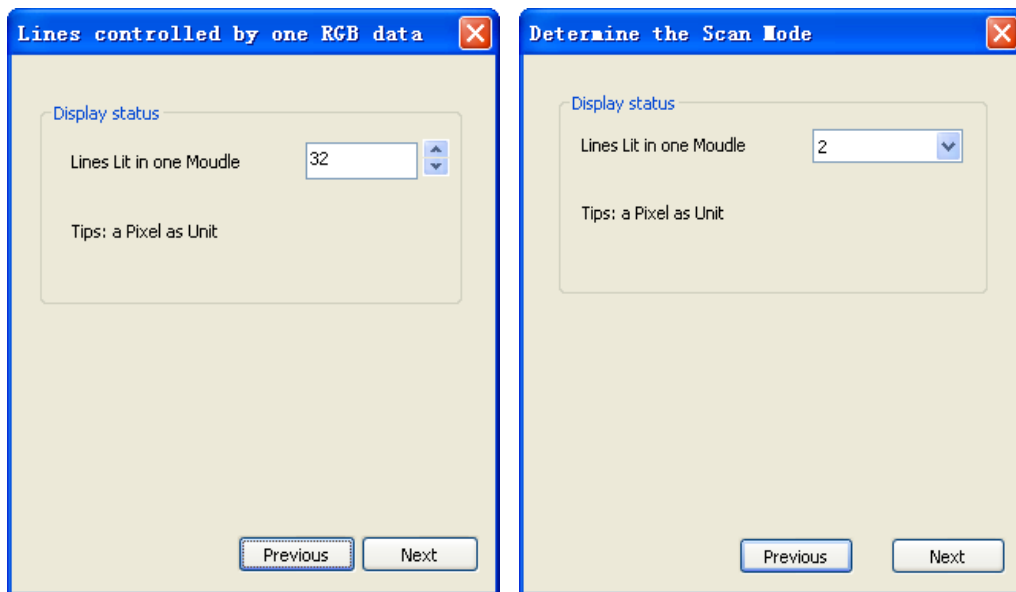 Lines controlled by one RGB data
Display status
Lines Lit in one Moudle
32
Tips: a Pixel as Unit
Previous
Next
Determine the Scan Mode
Display status
Lines Lit in one Moudle
2
Tips: a Pixel as Unit
Previous
Next